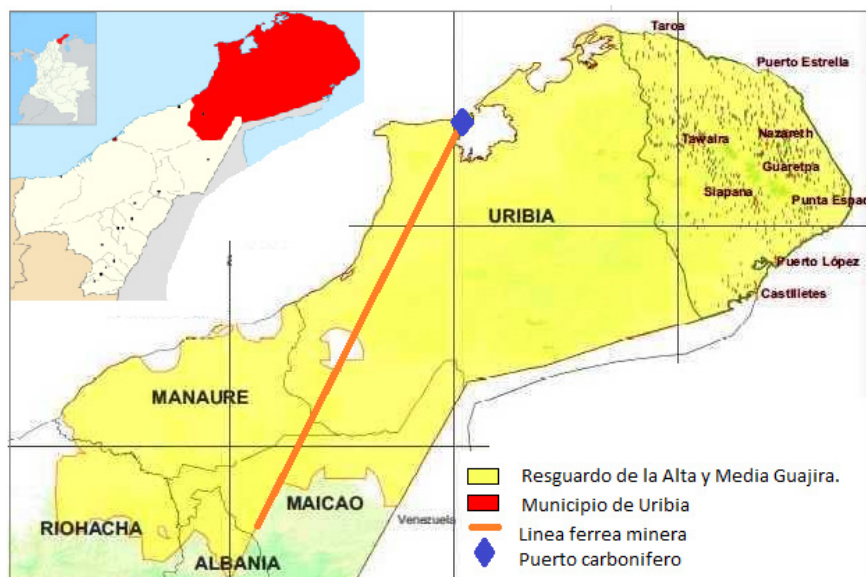 Taroa
Puerto Estrella
Tawaira
Nazareth
Guaretpa
Siapana
Punta Espad
URIBIA
Puerto López
Castilletes
MANAURE
MAICAO
RIOHACHA
ALBANIA
Venezuela
Resguardo de la Alta y Media Guajira.
Municipio de Uribia
Linea ferrea minera
Puerto carbonifero